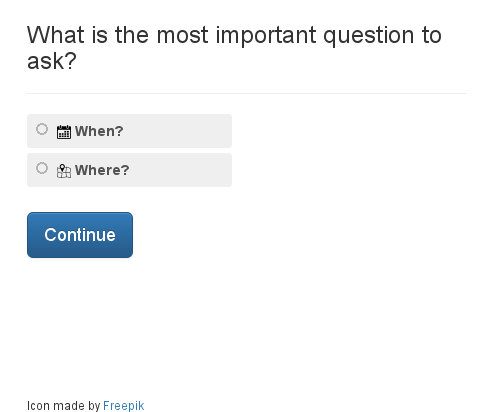 What is the most important question to
ask?
When?
Where?
Continue
Icon made by Freepik